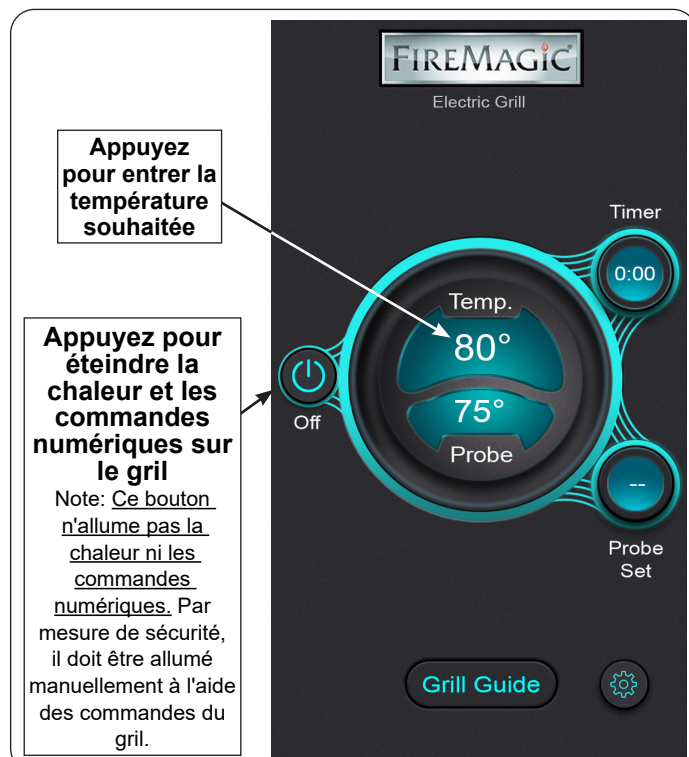 FIREMAGIC
Electric Grill
Appuyez
pour entrer la
température
souhaitée
Timer
0:00
Temp.
80°
75°
Probe
Off
Appuyez pour
éteindre la
chaleur et les
commandes
numériques sur
le gril
Note: Ce bouton
n'allume pas la
chaleur ni les
commandes
numériques. Par
mesure de sécurité,
il doit être allumé
manuellement à l'aide
des commandes du
gril.
--
Probe
Set
Grill Guide